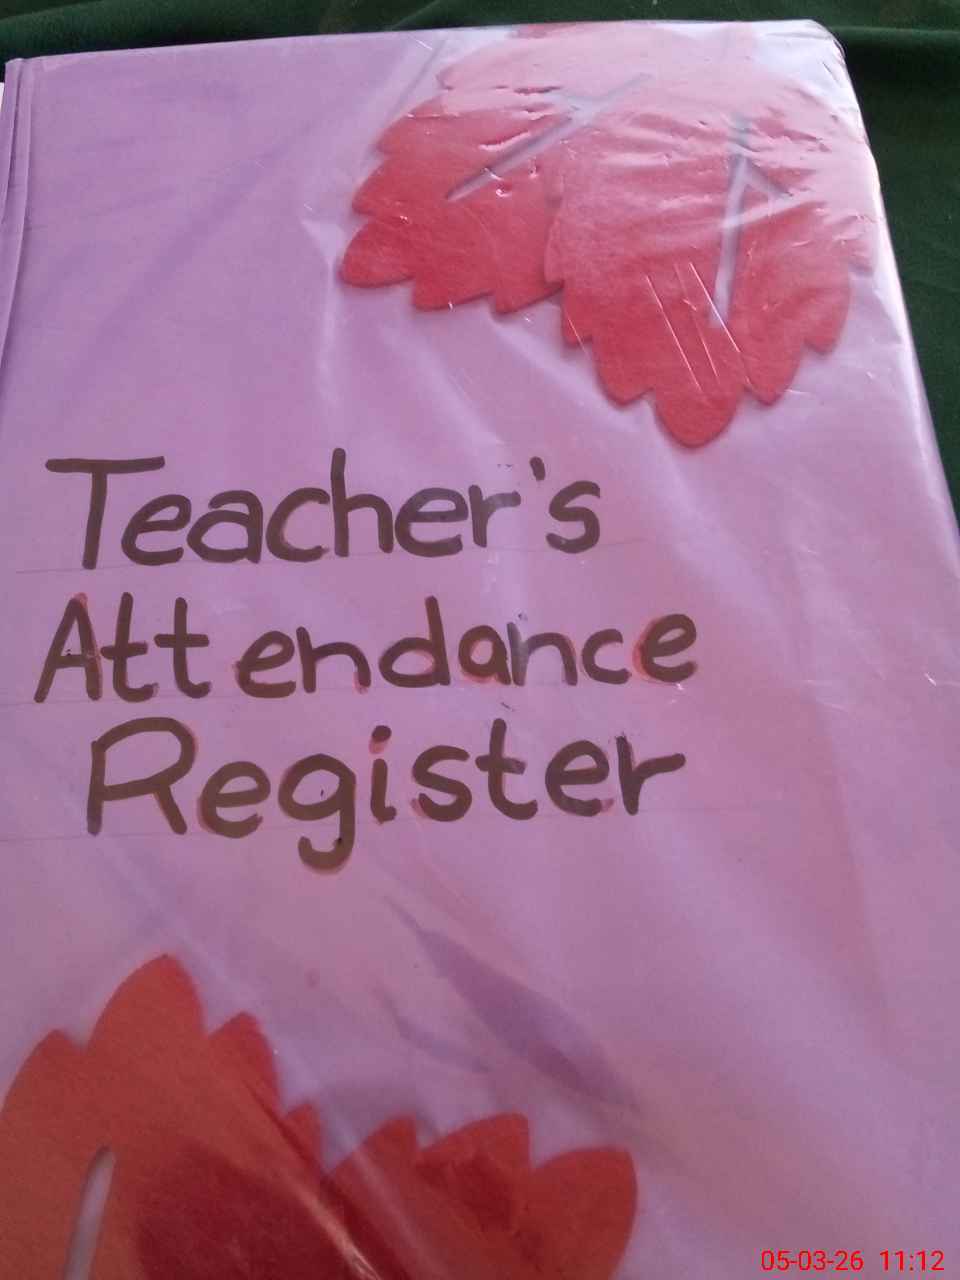 Teacher's
Attendance
Register
05-03-26 11:12